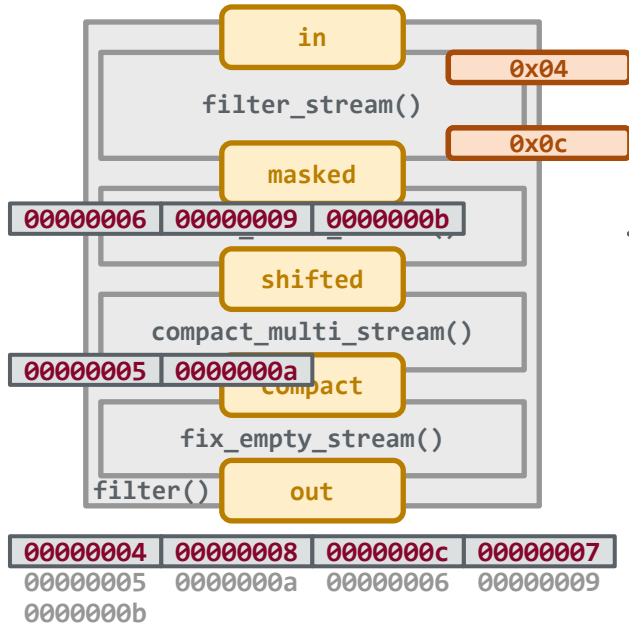 in
0x04
filter_stream()
0x0c
masked
00000006 00000009 0000000b
shifted
compact_multi_stream()
00000005 0000000a
compact
fix_empty_stream()
filter()
out
00000004 00000008 0000000c 00000007
00000005 0000000a 00000006 00000009
0000000b